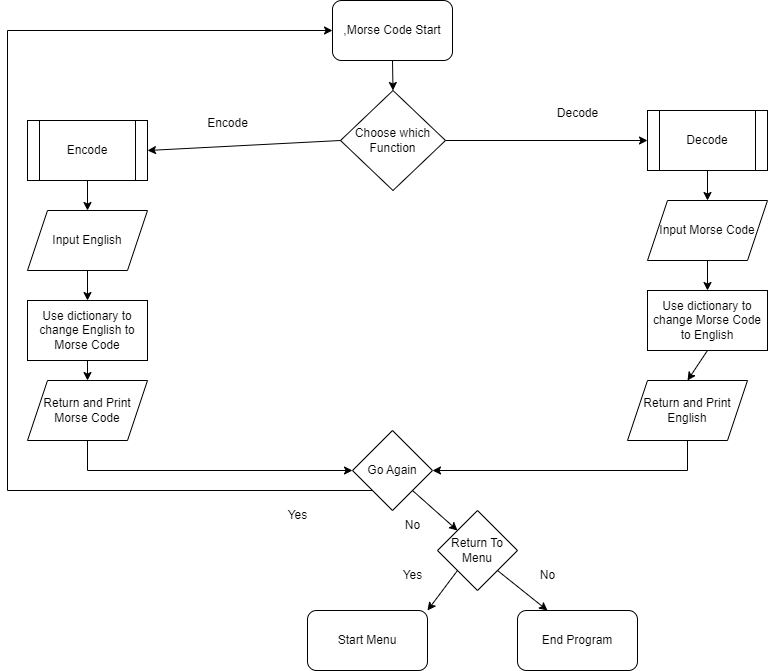 ,Morse Code Start
Encode
Decode
Choose which
Function
Encode
Decode
Input English
Input Morse Code
Use dictionary to
change English to
Morse Code
Use dictionary to
change Morse Code
to English
Return and Print
Morse Code
Return and Print
English
Go Again
Yes
No
Return To
Menu
Yes
No
Start Menu
End Program